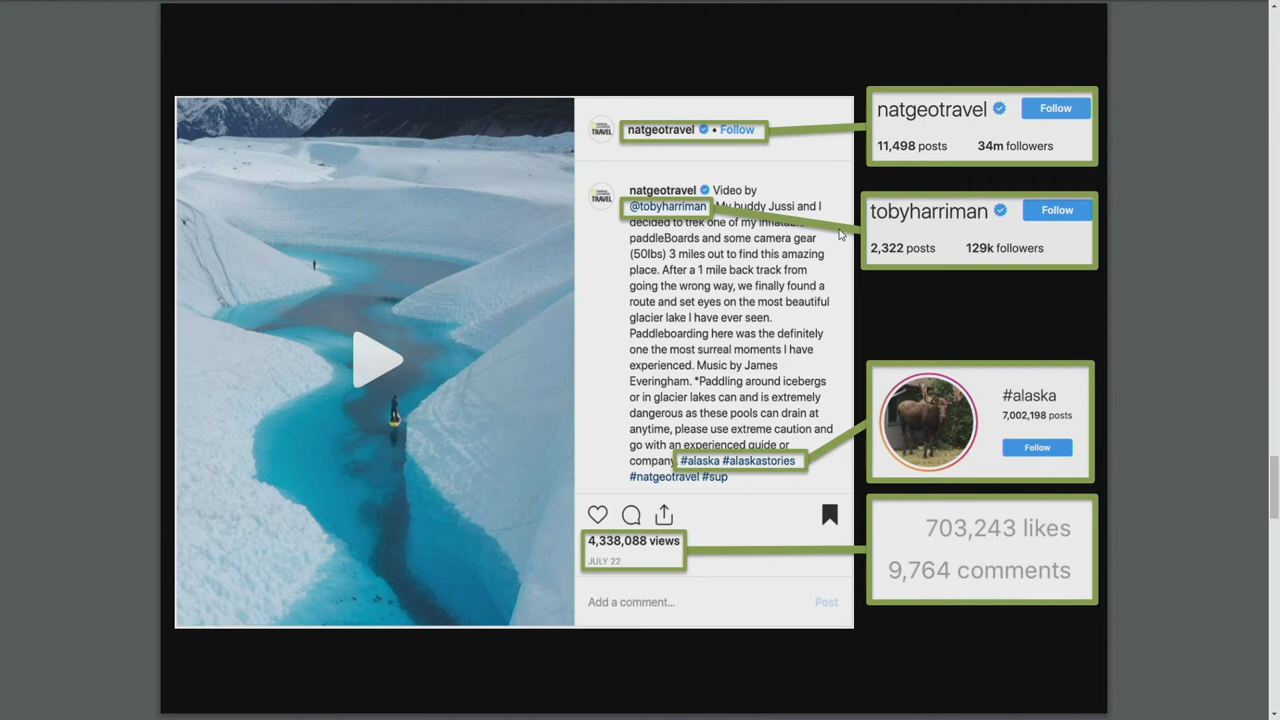 TRAVEL
natgeotravel • Follow
TRAVEL
natgeotravel Video by
@tobyharriman My buddy Jussi and I
decided to trek one of my inflatable
paddleBoards and some camera gear
(50lbs) 3 miles out to find this amazing
place. After a 1 mile back track from
going the wrong way, we finally found a
route and set eyes on the most beautiful
glacier lake I have ever seen.
Paddleboarding here was the definitely
one the most surreal moments I have
experienced. Music by James
Everingham. *Paddling around icebergs
or in glacier lakes can and is extremely
dangerous as these pools can drain at
anytime, please use extreme caution and
go with an experienced guide or
company #alaska #alaskastories
#natgeotravel #sup
4,338,088 views
JULY 22
Add a comment... Post
natgeotravel Follow
11,498 posts 34m followers
tobyharriman Follow
2,322 posts 129k followers
#alaska
7,002,198 posts
Follow
703,243 likes
9,764 comments